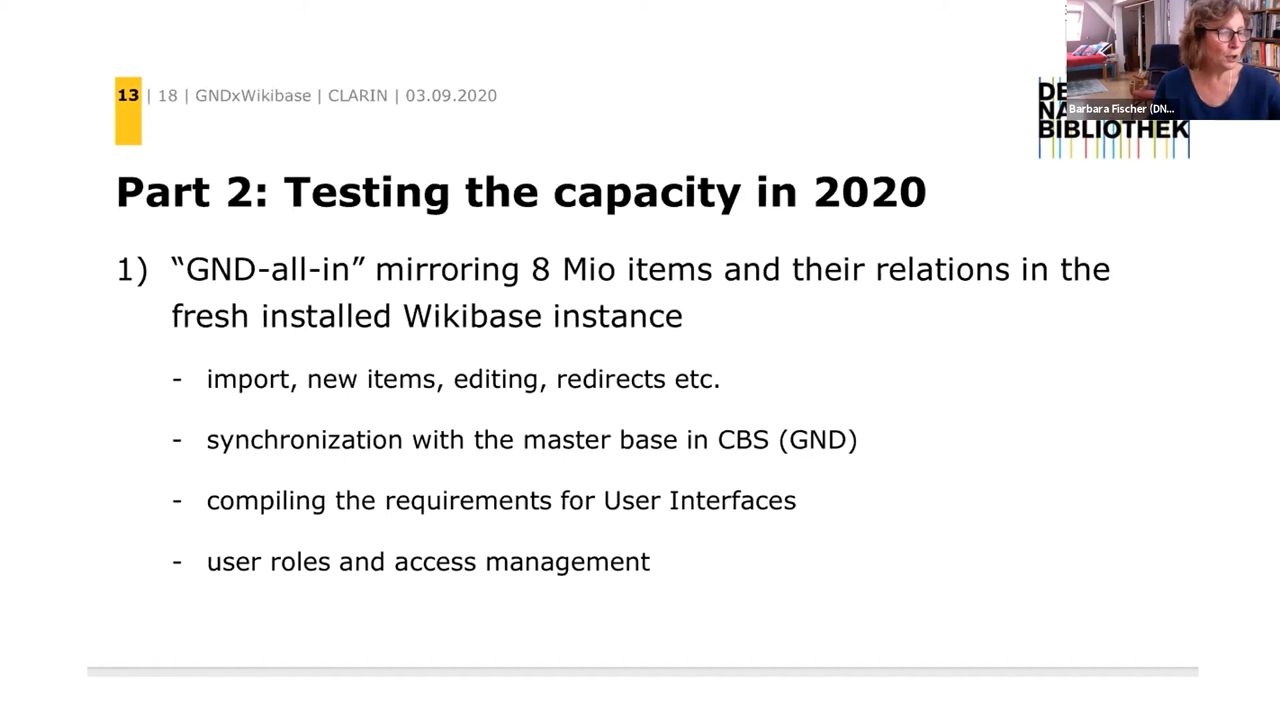 13 | 18 | GNDxWikibase | CLARIN | 03.09.2020
Barbara Fischer (DN...
BIBLIOTHEK
Part 2: Testing the capacity in 2020
1) “GND-all-in” mirroring 8 Mio items and their relations in the
fresh installed Wikibase instance
- import, new items, editing, redirects etc.
- synchronization with the master base in CBS (GND)
- compiling the requirements for User Interfaces
- user roles and access management